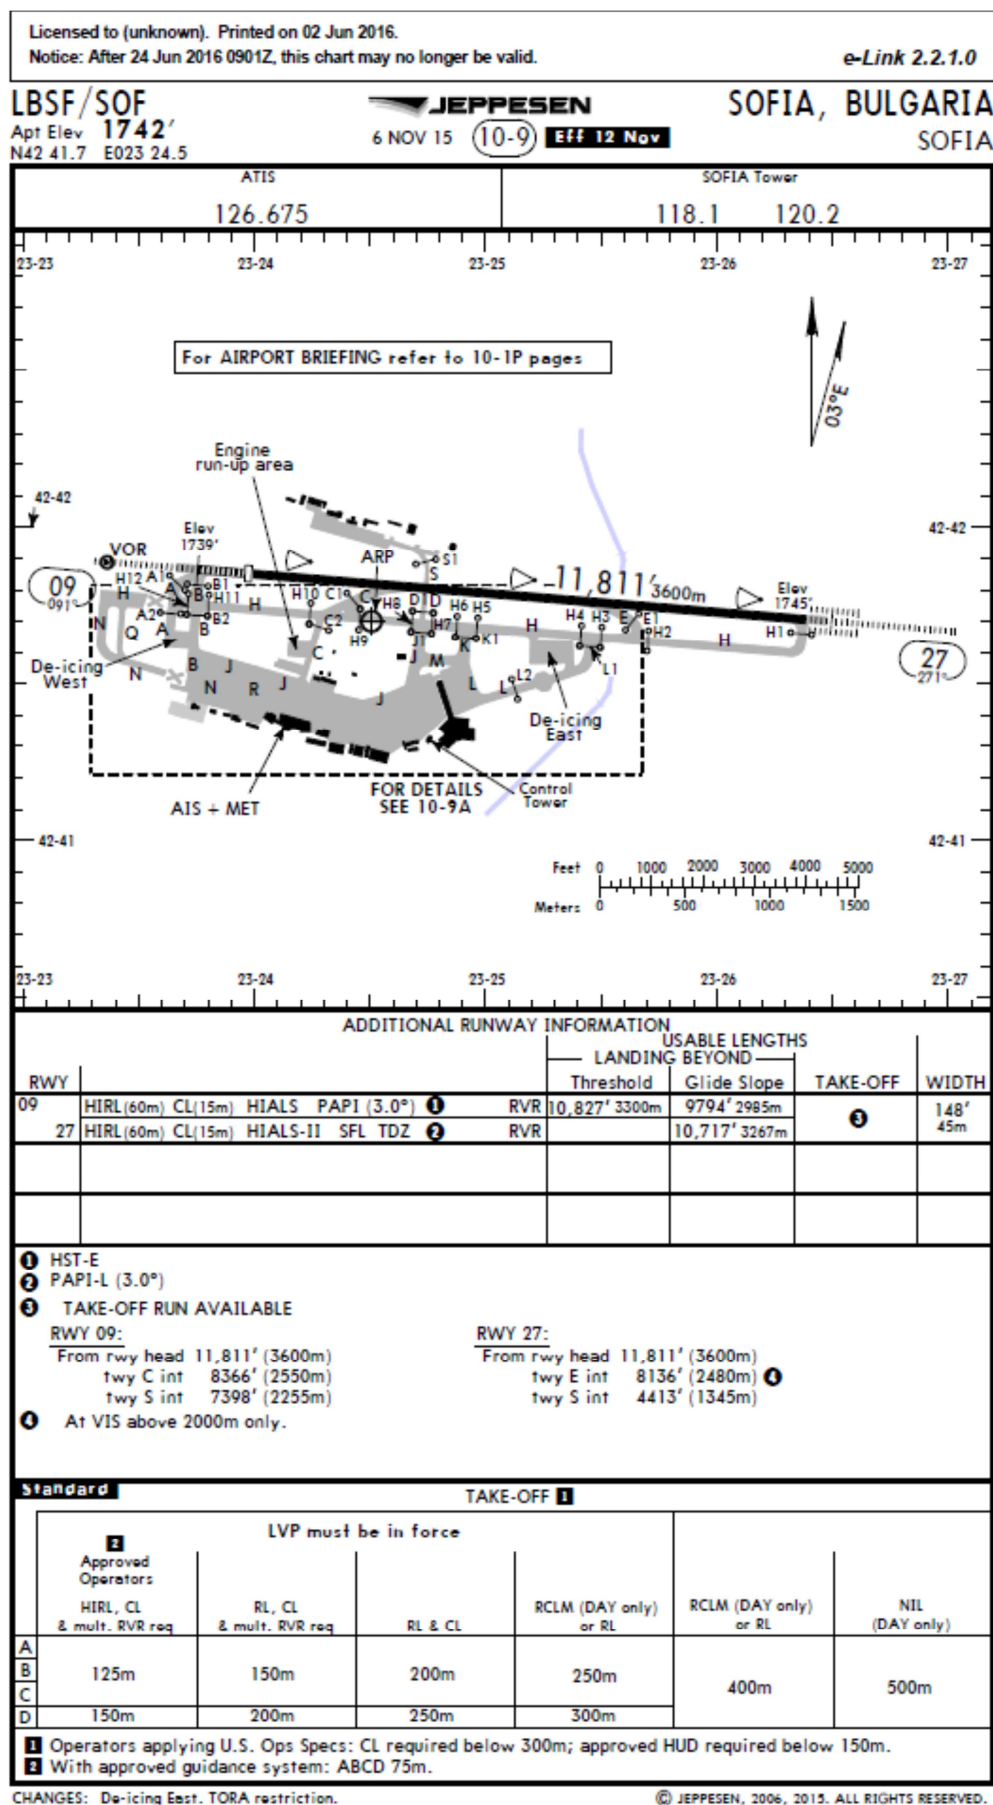 Licensed to (unknown). Printed on 02 Jun 2016.
Notice: After 24 Jun 2016 0901Z, this chart may no longer be valid.
e-Link 2.2.1.0
LBSF/SOF
Apt Elev 1742'
N42 41.7 E023 24.5
JEPPESEN
6 NOV 15 10-9 Eff 12 Nov
SOFIA, BULGARIA
SOFIA
ATIS
126.675
SOFIA Tower
118.1 120.2
23-23 23-24 23-25 23-26 23-27
For AIRPORT BRIEFING refer to 10-1P pages
03°E
Engine
run-up area
42-42
42-42
Elev
1739'
VOR
ARP
S1
S
11,811' 3600m
Elev
1745'
09
091°
H12 A1 A B B1
H11
H H
H10 C1 C H8 D D H6 H5
H H4 H3 E E1
H2
H
H1
27
271°
N Q A2 A B B2
C2 H9 J1 H7 K K1
De-icing
West
N B J
N R J
C
J
J M
L
L L2
L1
De-icing
East
AIS + MET
FOR DETAILS
SEE 10-9A
Control
Tower
42-41
42-41
Feet 0 1000 2000 3000 4000 5000
Meters 0 500 1000 1500
23-23 23-24 23-25 23-26 23-27
ADDITIONAL RUNWAY INFORMATION
USABLE LENGTHS
LANDING BEYOND
RWY Threshold Glide Slope TAKE-OFF WIDTH
09 HIRL(60m) CL(15m) HIALS PAPI (3.0°) 1 RVR 10,827' 3300m 9794' 2985m 3 148'
45m
27 HIRL(60m) CL(15m) HIALS-II SFL TDZ 2 RVR 10,717' 3267m
1 HST-E
2 PAPI-L (3.0°)
3 TAKE-OFF RUN AVAILABLE
RWY 09:
From rwy head 11,811' (3600m)
twy C int 8366' (2550m)
twy S int 7398' (2255m)
RWY 27:
From rwy head 11,811' (3600m)
twy E int 8136' (2480m) 4
twy S int 4413' (1345m)
4 At VIS above 2000m only.
Standard
TAKE-OFF 1
LVP must be in force
2
Approved
Operators
HIRL, CL
& mult. RVR req
RL, CL
& mult. RVR req
RL & CL
RCLM (DAY only)
or RL
RCLM (DAY only)
or RL
NIL
(DAY only)
A
B
C
125m 150m 200m 250m
400m 500m
D 150m 200m 250m 300m
1 Operators applying U.S. Ops Specs: CL required below 300m; approved HUD required below 150m.
2 With approved guidance system: ABCD 75m.
CHANGES: De-icing East. TORA restriction.
© JEPPESEN, 2006, 2015. ALL RIGHTS RESERVED.